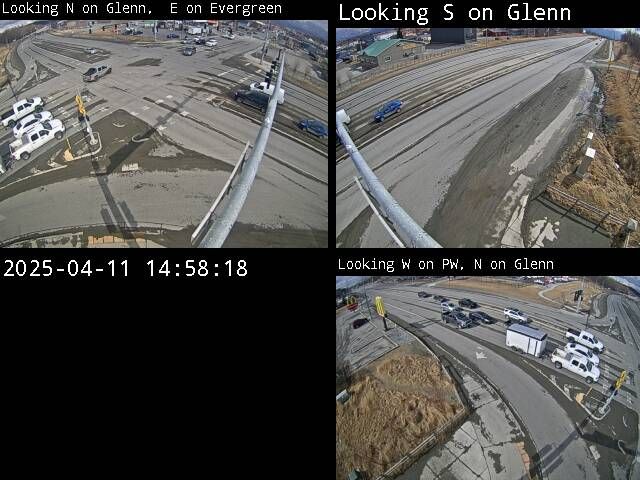 Looking N on Glenn,  E on Evergreen
Looking S on Glenn
2025-04-11 14:58:18
Looking W on PW, N on Glenn